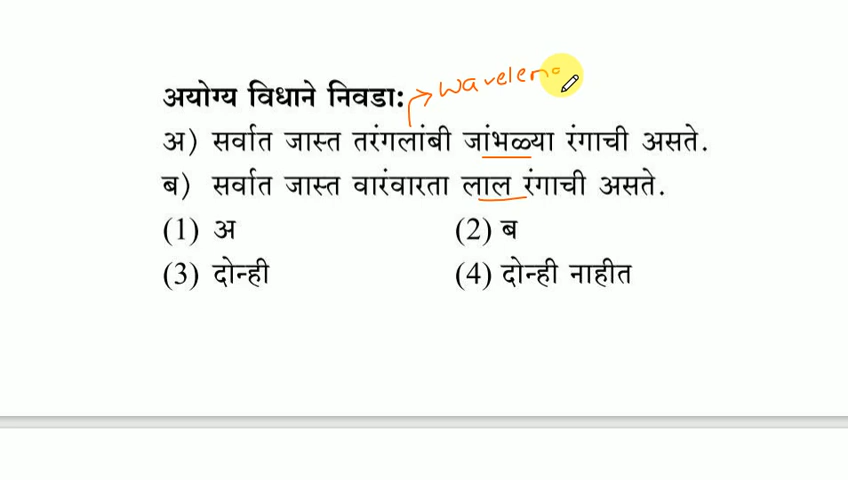 अयोग्य विधाने निवडा:
अ) सर्वात जास्त तरंगलांबी जांभळ्या रंगाची असते.
ब) सर्वात जास्त वारंवारता लाल रंगाची असते.
(1) अ (2) ब
(3) दोन्ही (4) दोन्ही नाहीत